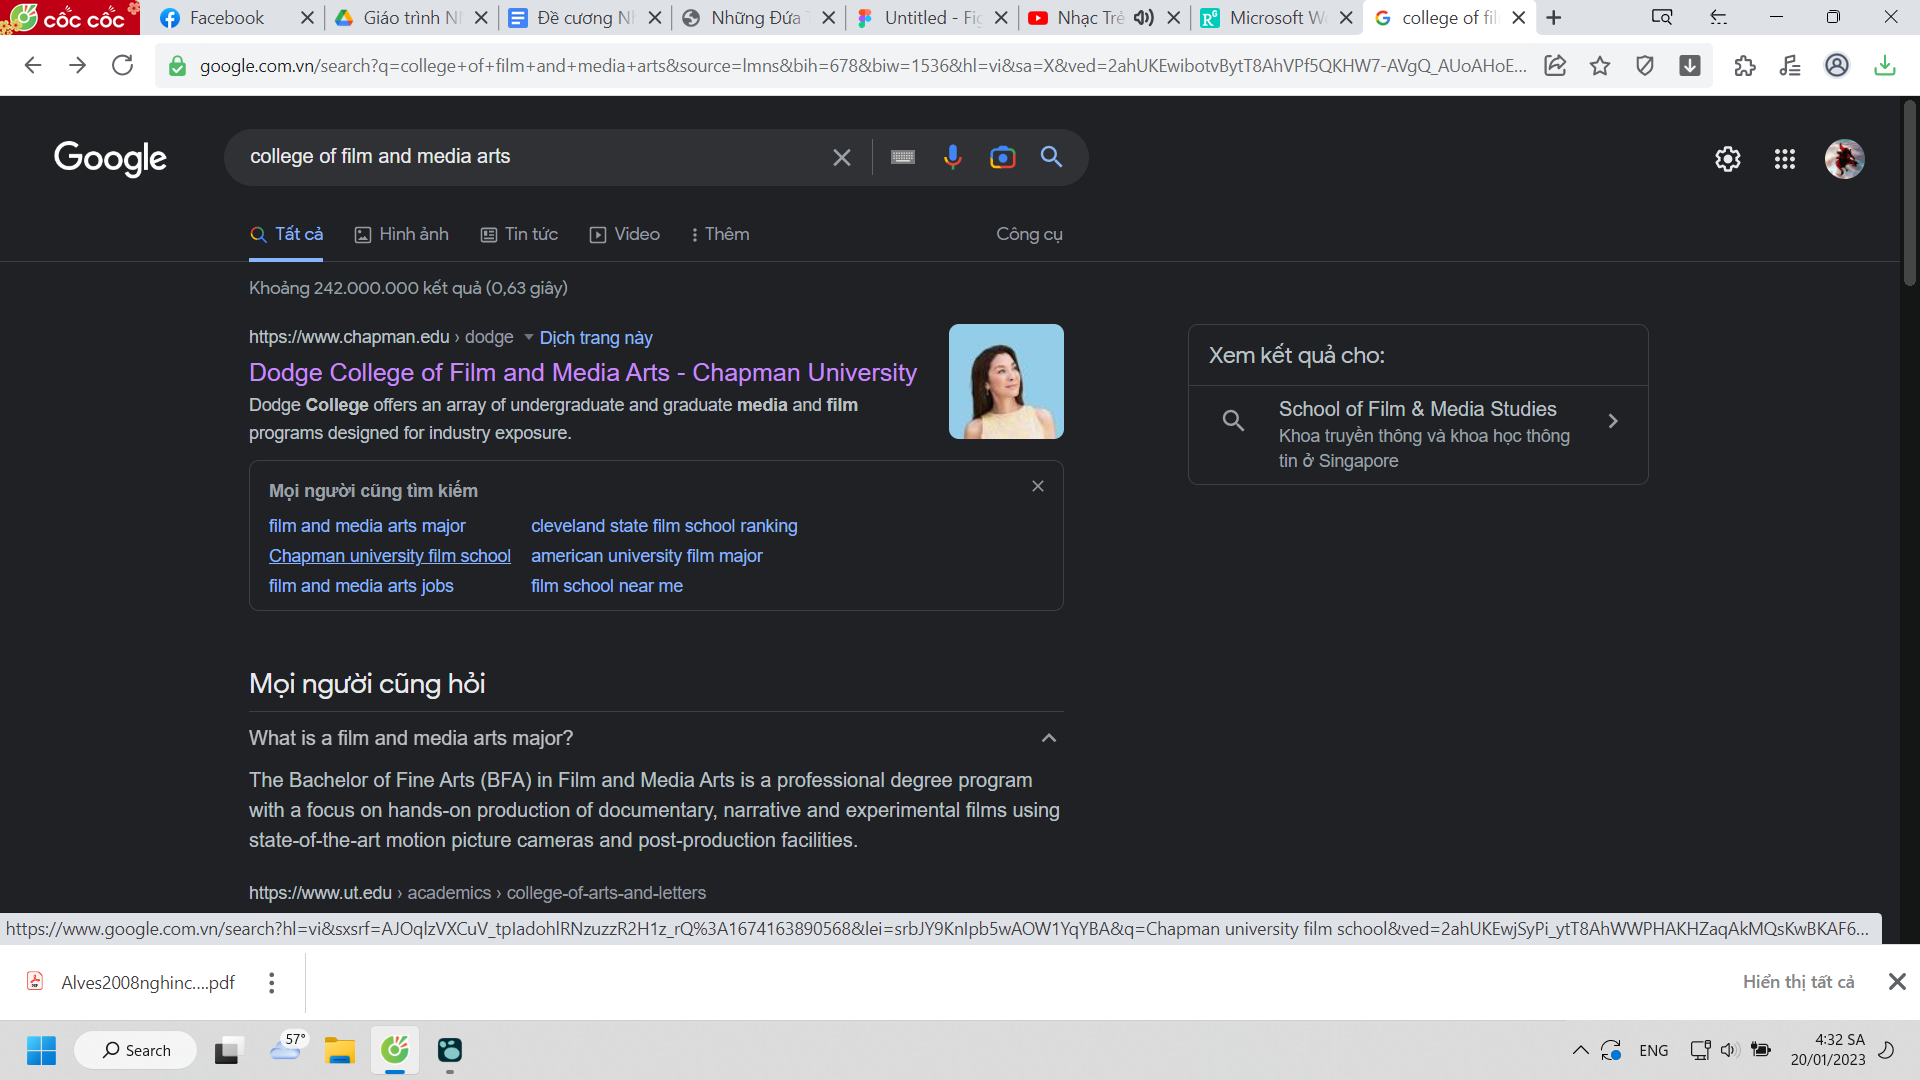 cốc cốc
Facebook
Giáo trình Nh
Đề cương Nh
Những Đứa T
Untitled - Fig
Nhạc Trẻ
Microsoft Wo
college of film
google.com.vn/search?q=college+of+film+and+media+arts&source=lmns&bih=678&biw=1536&hl=vi&sa=X&ved=2ahUKEwibotvBytT8AhVPf5QKHW7-AVgQ_AUoAHoE...
Google
college of film and media arts
Tất cả
Hình ảnh
Tin tức
Video
Thêm
Công cụ
Khoảng 242.000.000 kết quả (0,63 giây)
https://www.chapman.edu › dodge
Dịch trang này
Dodge College of Film and Media Arts - Chapman University
Dodge College offers an array of undergraduate and graduate media and film
programs designed for industry exposure.
Mọi người cũng tìm kiếm
film and media arts major
cleveland state film school ranking
Chapman university film school
american university film major
film and media arts jobs
film school near me
Xem kết quả cho:
School of Film & Media Studies
Khoa truyền thông và khoa học thông
tin ở Singapore
Mọi người cũng hỏi
What is a film and media arts major?
The Bachelor of Fine Arts (BFA) in Film and Media Arts is a professional degree program
with a focus on hands-on production of documentary, narrative and experimental films using
state-of-the-art motion picture cameras and post-production facilities.
https://www.ut.edu › academics › college-of-arts-and-letters
https://www.google.com.vn/search?hl=vi&sxsrf=AJOqlzVXCuV_tpIadohlRNzuzzR2H1z_rQ%3A1674163890568&lei=srbJY9KnIpb5wAOW1YqYBA&q=Chapman university film school&ved=2ahUKEwjSyPi_ytT8AhWWPHAKHZaqAkMQsKwBKAF6...
Alves2008nghinc....pdf
Hiển thị tất cả
Search
57°
ENG
4:32 SA
20/01/2023